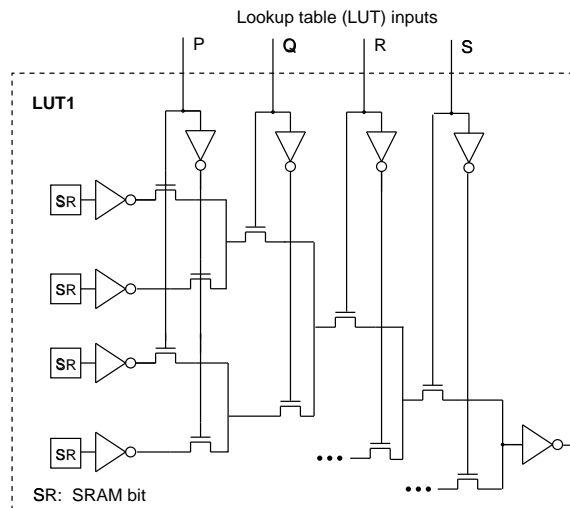 Lookup table (LUT) inputs
P Q R S
LUT1
SR
SR
SR
SR
SR: SRAM bit